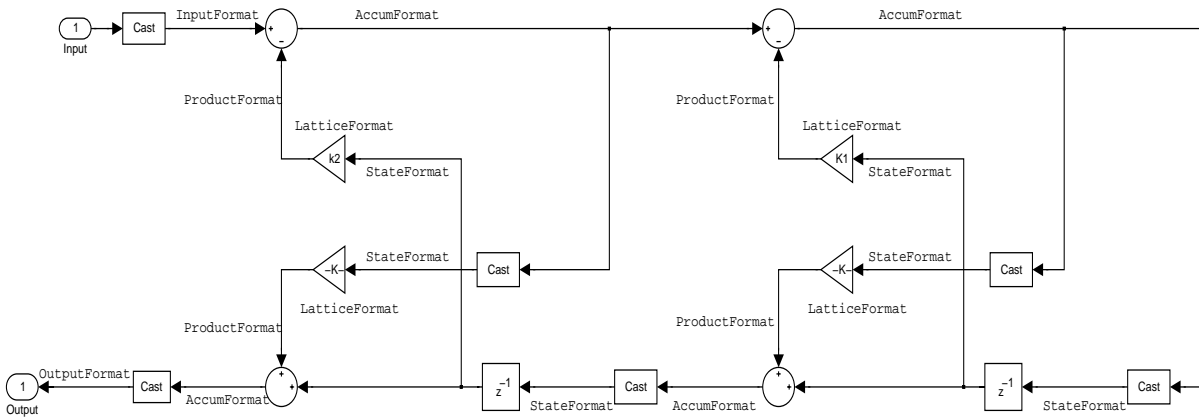 InputFormat
AccumFormat
AccumFormat
1
Cast
+
−
+
−
Input
ProductFormat
ProductFormat
LatticeFormat
LatticeFormat
k2
K1
StateFormat
StateFormat
StateFormat
StateFormat
−K−
Cast
−K−
Cast
LatticeFormat
LatticeFormat
ProductFormat
ProductFormat
OutputFormat
1
Cast
+
+
z−1
Cast
+
+
z−1
Cast
AccumFormat
StateFormat
AccumFormat
StateFormat
Output